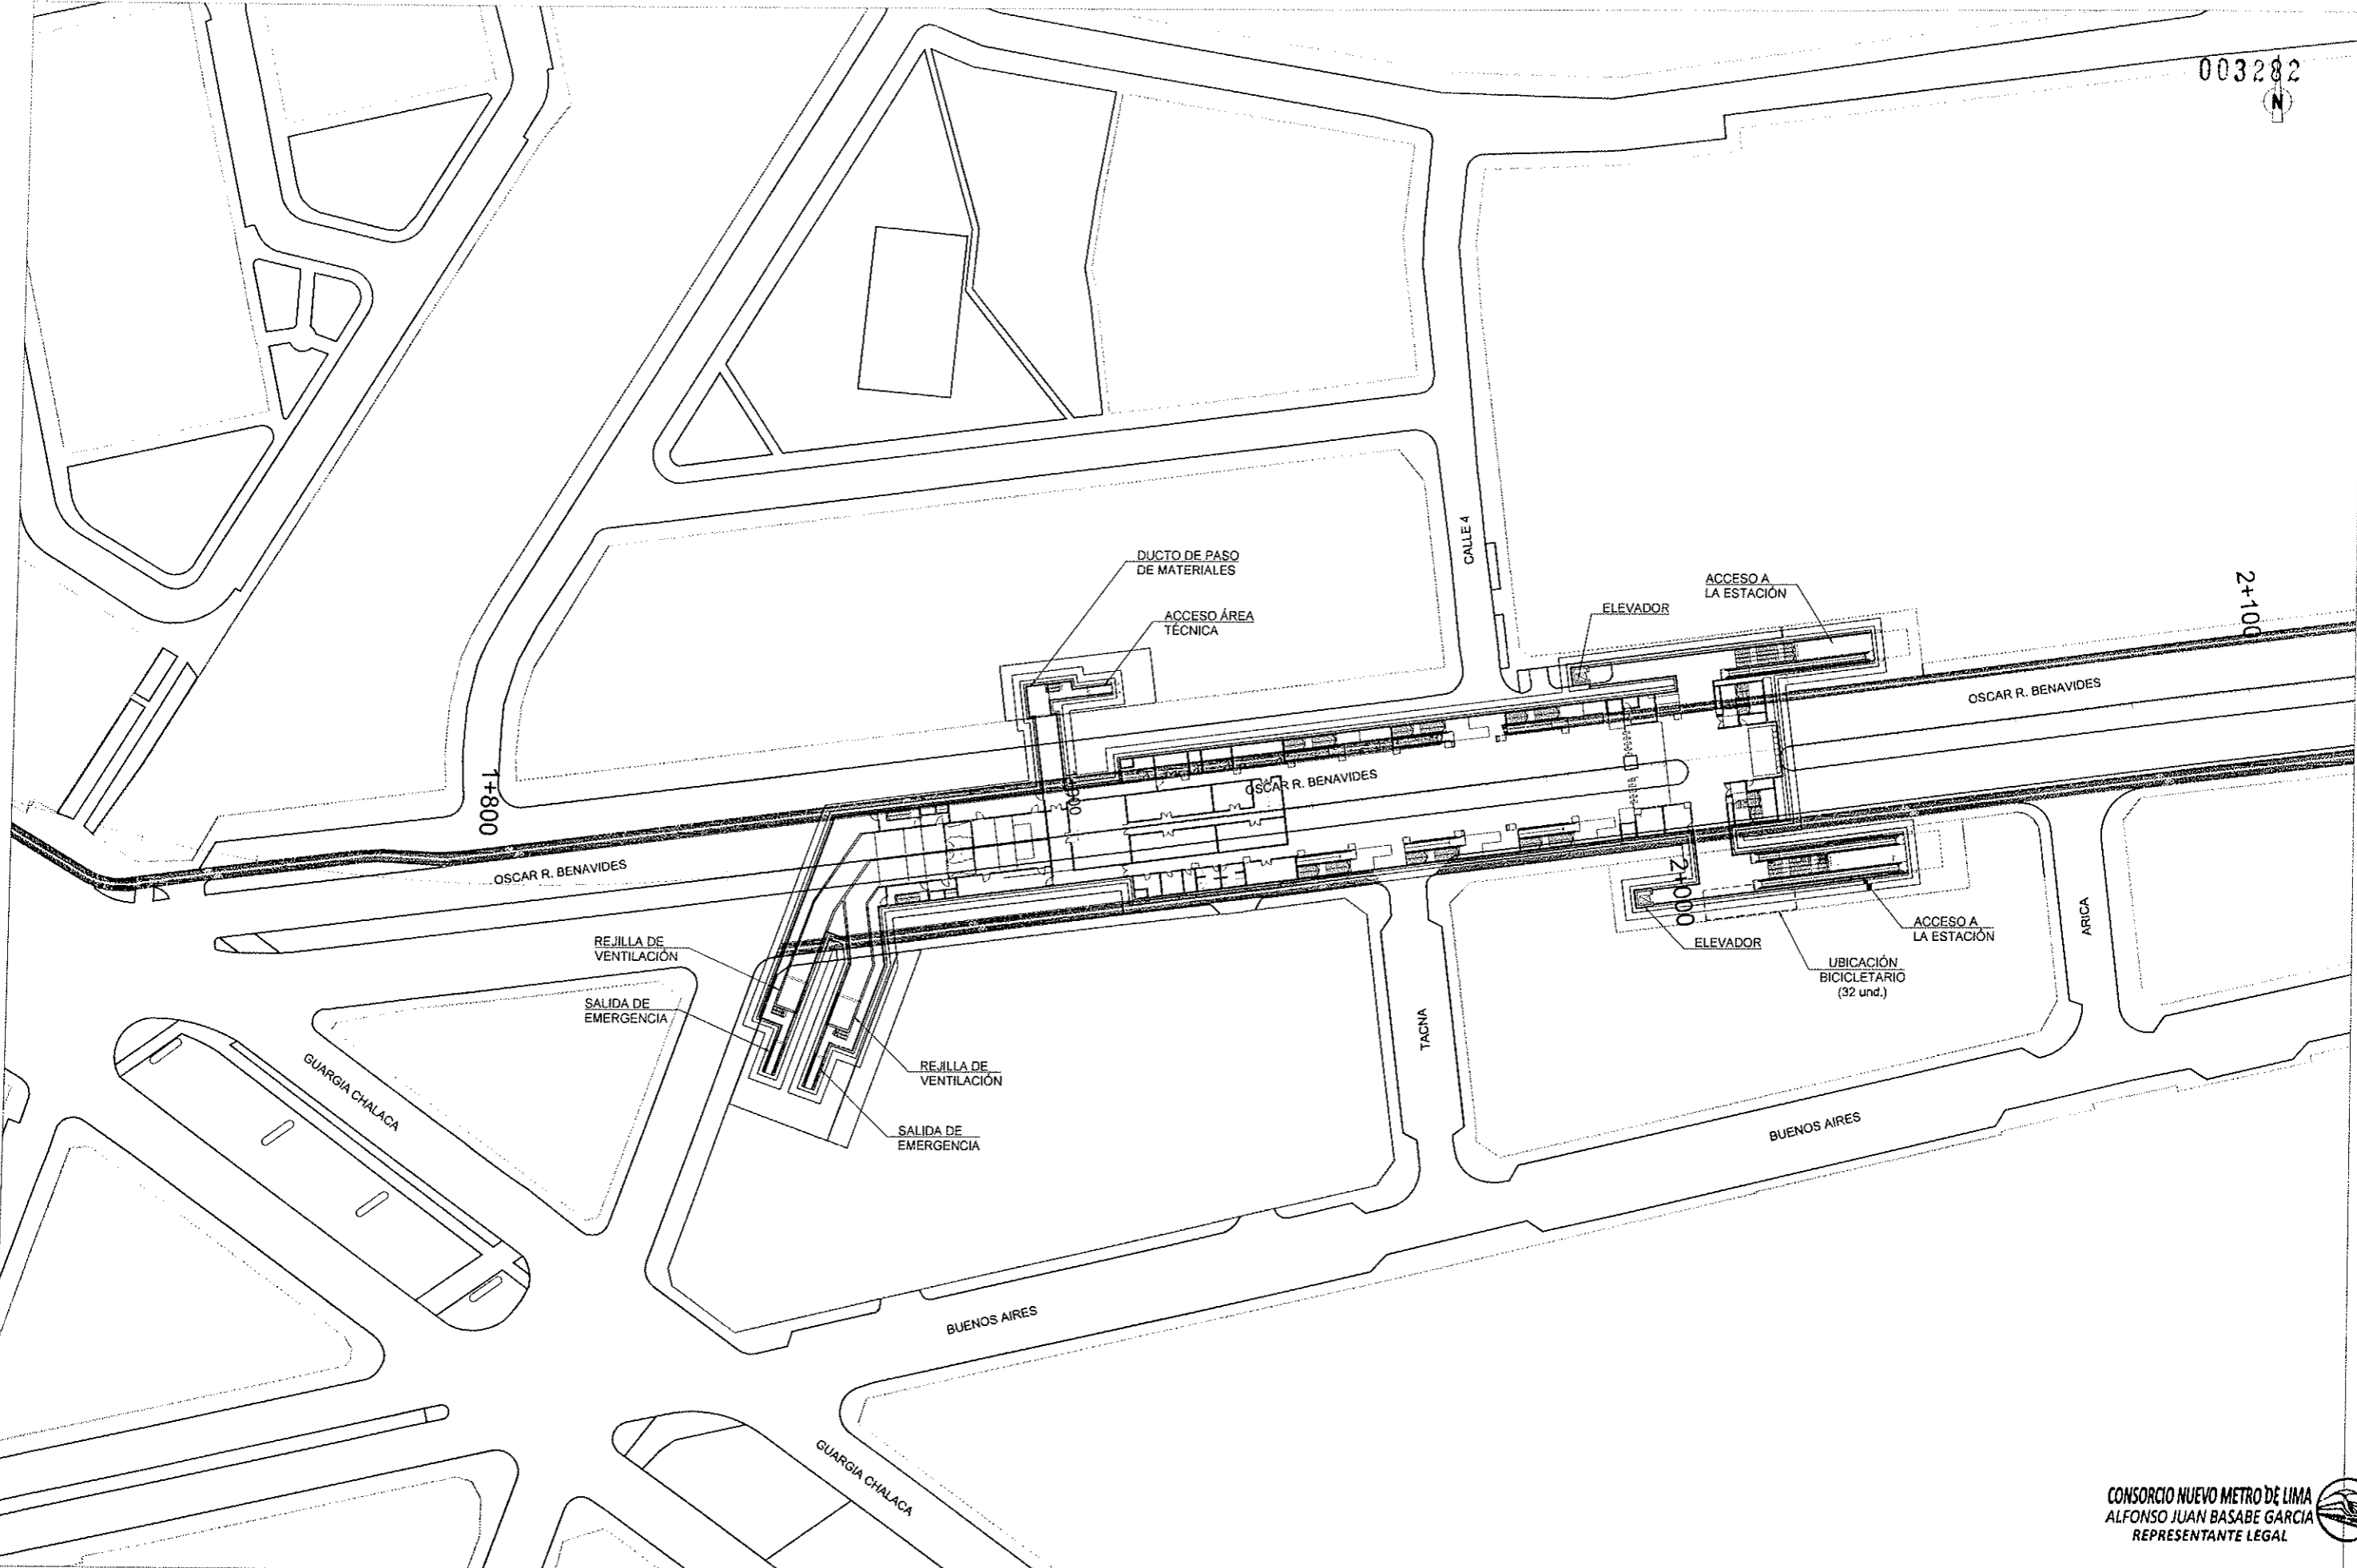 003282
N
DUCTO DE PASO
DE MATERIALES
ACCESO ÁREA
TÉCNICA
CALLE 4
ELEVADOR
ACCESO A
LA ESTACIÓN
2+100
OSCAR R. BENAVIDES
OSCAR R. BENAVIDES
1+800
OSCAR R. BENAVIDES
2+000
REJILLA DE
VENTILACIÓN
SALIDA DE
EMERGENCIA
REJILLA DE
VENTILACIÓN
SALIDA DE
EMERGENCIA
ELEVADOR
UBICACIÓN
BICICLETARIO
(32 und.)
ACCESO A
LA ESTACIÓN
ARICA
TACNA
GUARGIA CHALACA
BUENOS AIRES
BUENOS AIRES
GUARGIA CHALACA
CONSORCIO NUEVO METRO DE LIMA
ALFONSO JUAN BASABE GARCIA
REPRESENTANTE LEGAL